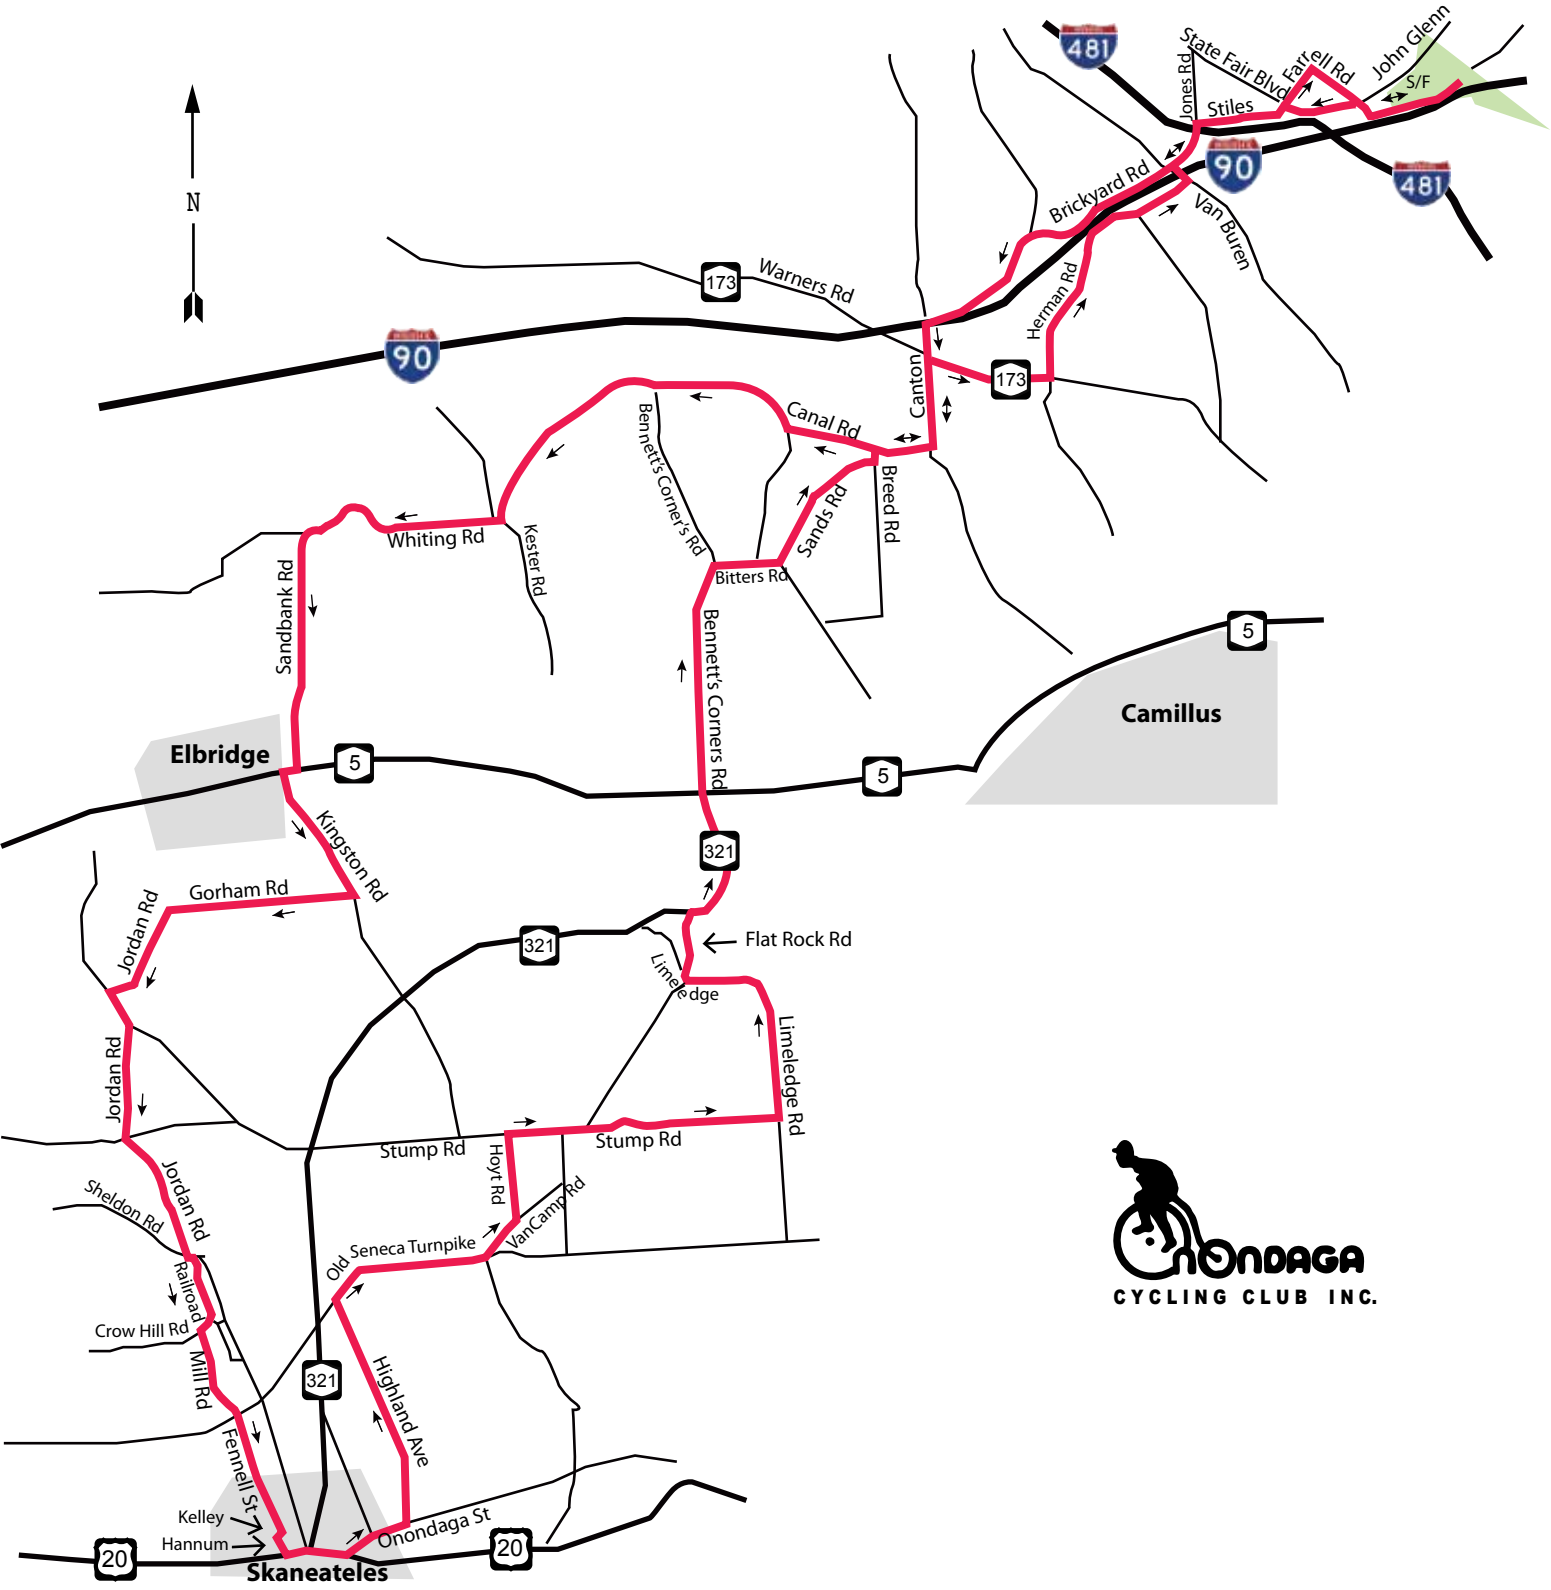 481
State Fair Blvd
Farrell Rd
John Glenn
Jones Rd
Stiles
S/F
90
481
Brickyard Rd
Van Buren
N
173
Warners Rd
Herman Rd
90
Canton
173
Canal Rd
Bennett's Corner's Rd
Breed Rd
Sands Rd
Whiting Rd
Kester Rd
Bitters Rd
Sandbank Rd
Bennett's Corners Rd
5
Camillus
Elbridge
5
5
Kingston Rd
321
Gorham Rd
Jordan Rd
321
Flat Rock Rd
Limeledge
Limeledge Rd
Jordan Rd
Stump Rd
Stump Rd
Hoyt Rd
Jordan Rd
Sheldon Rd
VanCamp Rd
Old
Seneca Turnpike
Railroad
Crow Hill Rd
Mill Rd
321
Highland Ave
Fennell St
Kelley
Hannum
Onondaga St
20
20
Skaneateles
OnONDAGA
CYCLING CLUB INC.